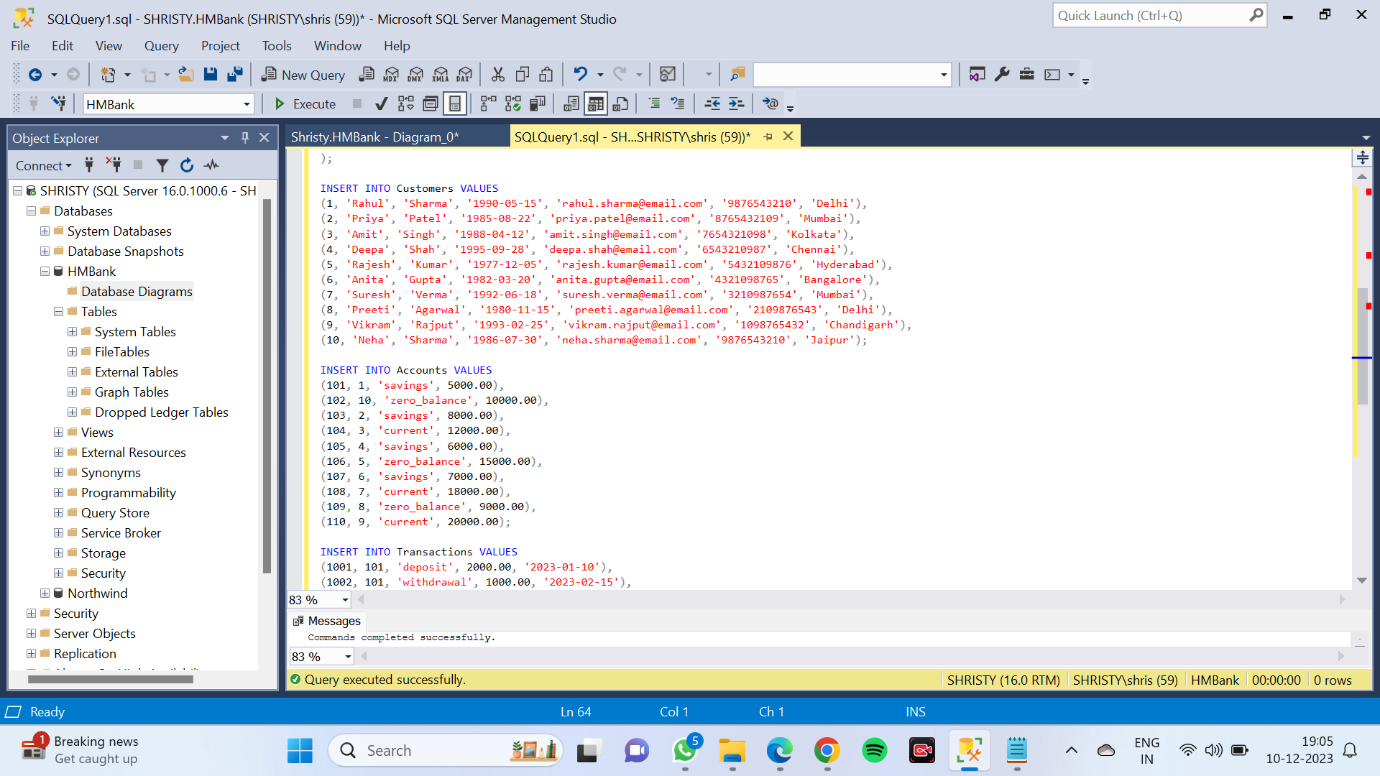 SQLQuery1.sql - SHRISTY.HMBank (SHRISTY\shris (59))* - Microsoft SQL Server Management Studio
Quick Launch (Ctrl+Q)
File Edit View Query Project Tools Window Help
New Query MDX DMX XMLA DAX
HMBank Execute
Object Explorer
Shristy.HMBank - Diagram_0* SQLQuery1.sql - SH...SHRISTY\shris (59))*
Connect
SHRISTY (SQL Server 16.0.1000.6 - SH
Databases
System Databases
Database Snapshots
HMBank
Database Diagrams
Tables
System Tables
FileTables
External Tables
Graph Tables
Dropped Ledger Tables
Views
External Resources
Synonyms
Programmability
Query Store
Service Broker
Storage
Security
Northwind
Security
Server Objects
Replication
);
INSERT INTO Customers VALUES
(1, 'Rahul', 'Sharma', '1990-05-15', 'rahul.sharma@email.com', '9876543210', 'Delhi'),
(2, 'Priya', 'Patel', '1985-08-22', 'priya.patel@email.com', '8765432109', 'Mumbai'),
(3, 'Amit', 'Singh', '1988-04-12', 'amit.singh@email.com', '7654321098', 'Kolkata'),
(4, 'Deepa', 'Shah', '1995-09-28', 'deepa.shah@email.com', '6543210987', 'Chennai'),
(5, 'Rajesh', 'Kumar', '1977-12-05', 'rajesh.kumar@email.com', '5432109876', 'Hyderabad'),
(6, 'Anita', 'Gupta', '1982-03-20', 'anita.gupta@email.com', '4321098765', 'Bangalore'),
(7, 'Suresh', 'Verma', '1992-06-18', 'suresh.verma@email.com', '3210987654', 'Mumbai'),
(8, 'Preeti', 'Agarwal', '1980-11-15', 'preeti.agarwal@email.com', '2109876543', 'Delhi'),
(9, 'Vikram', 'Rajput', '1993-02-25', 'vikram.rajput@email.com', '1098765432', 'Chandigarh'),
(10, 'Neha', 'Sharma', '1986-07-30', 'neha.sharma@email.com', '9876543210', 'Jaipur');
INSERT INTO Accounts VALUES
(101, 1, 'savings', 5000.00),
(102, 10, 'zero_balance', 10000.00),
(103, 2, 'savings', 8000.00),
(104, 3, 'current', 12000.00),
(105, 4, 'savings', 6000.00),
(106, 5, 'zero_balance', 15000.00),
(107, 6, 'savings', 7000.00),
(108, 7, 'current', 18000.00),
(109, 8, 'zero_balance', 9000.00),
(110, 9, 'current', 20000.00);
INSERT INTO Transactions VALUES
(1001, 101, 'deposit', 2000.00, '2023-01-10'),
(1002, 101, 'withdrawal', 1000.00, '2023-02-15'),
83 %
Messages
Commands completed successfully.
83 %
Query executed successfully. SHRISTY (16.0 RTM) SHRISTY\shris (59) HMBank 00:00:00 0 rows
Ready Ln 64 Col 1 Ch 1 INS
1 Breaking news
Get caught up
Search
5
ENG
IN
19:05
10-12-2023